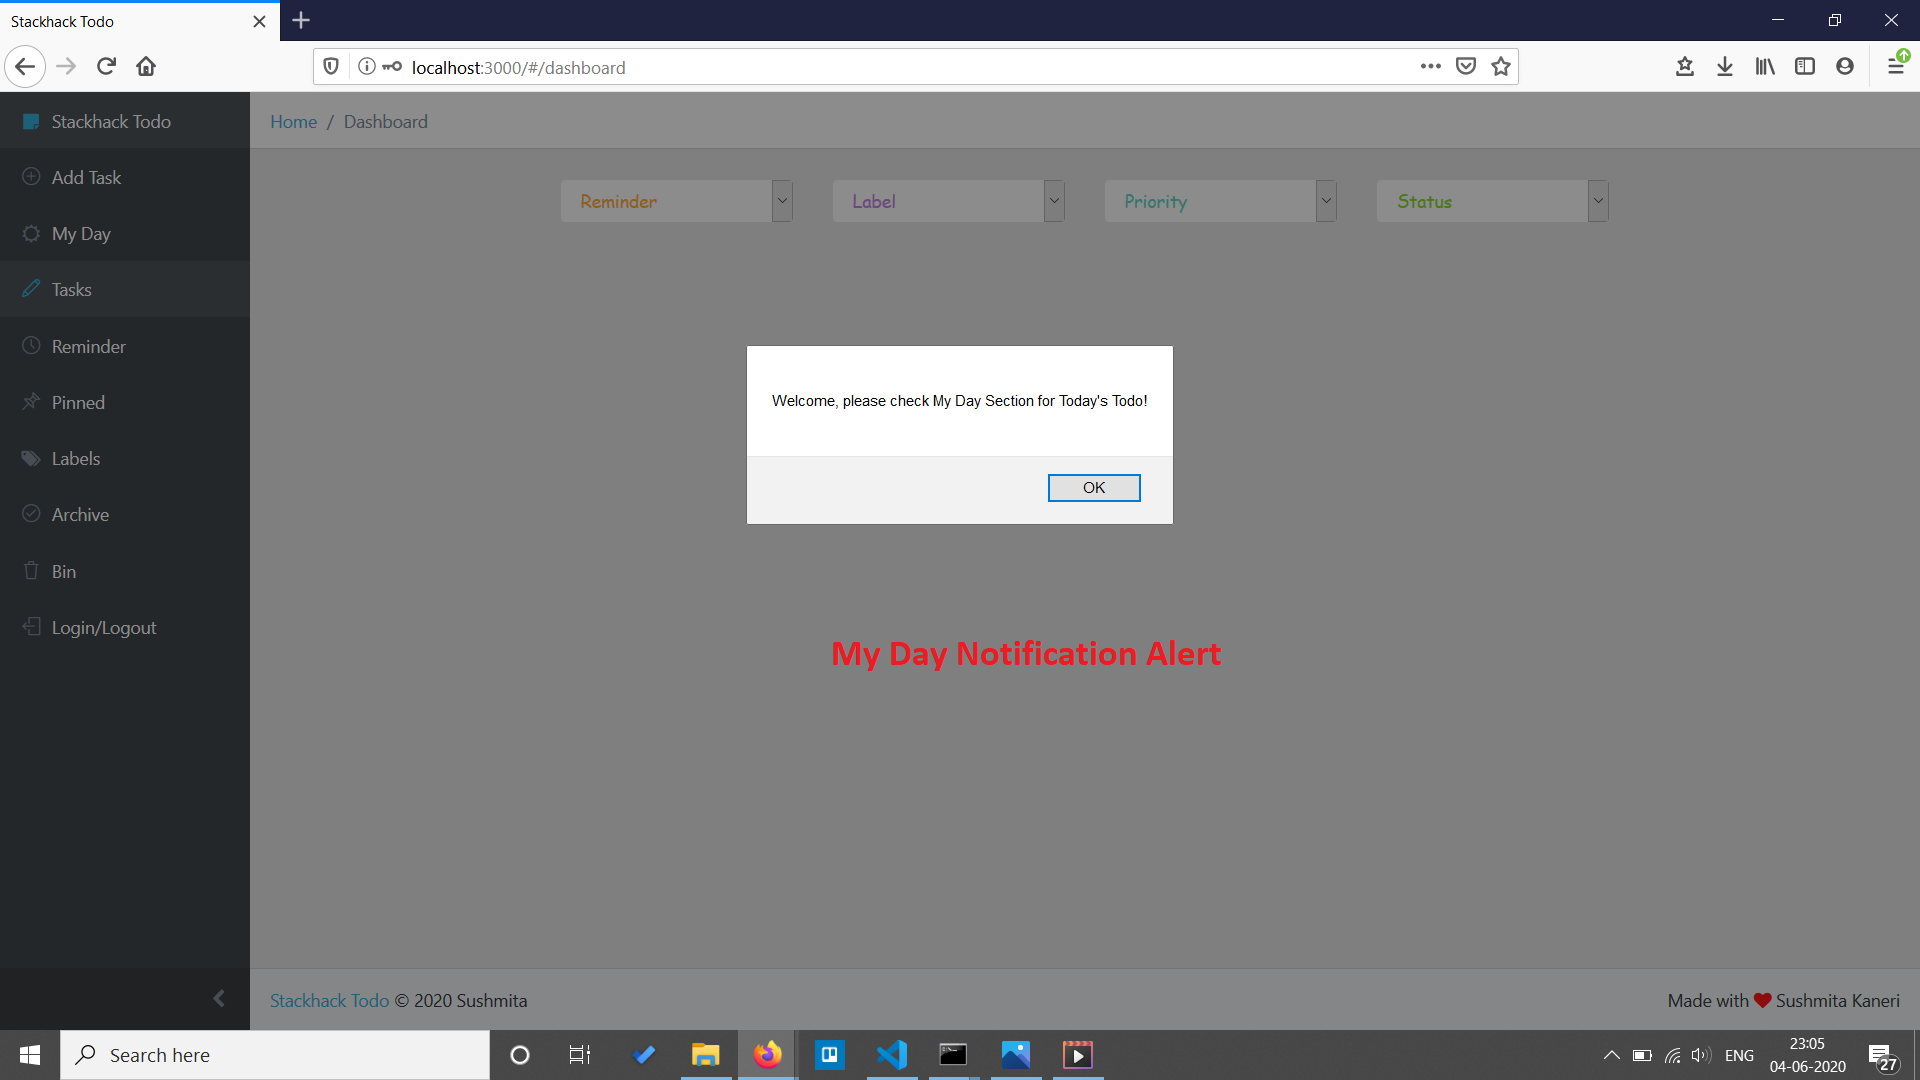 Stackhack Todo
localhost:3000/#/dashboard
Stackhack Todo
Home / Dashboard
Add Task
My Day
Tasks
Reminder
Pinned
Labels
Archive
Bin
Login/Logout
Reminder
Label
Priority
Status
Welcome, please check My Day Section for Today's Todo!
OK
My Day Notification Alert
Stackhack Todo © 2020 Sushmita
Made with ❤ Sushmita Kaneri
Search here
ENG
23:05
04-06-2020
27